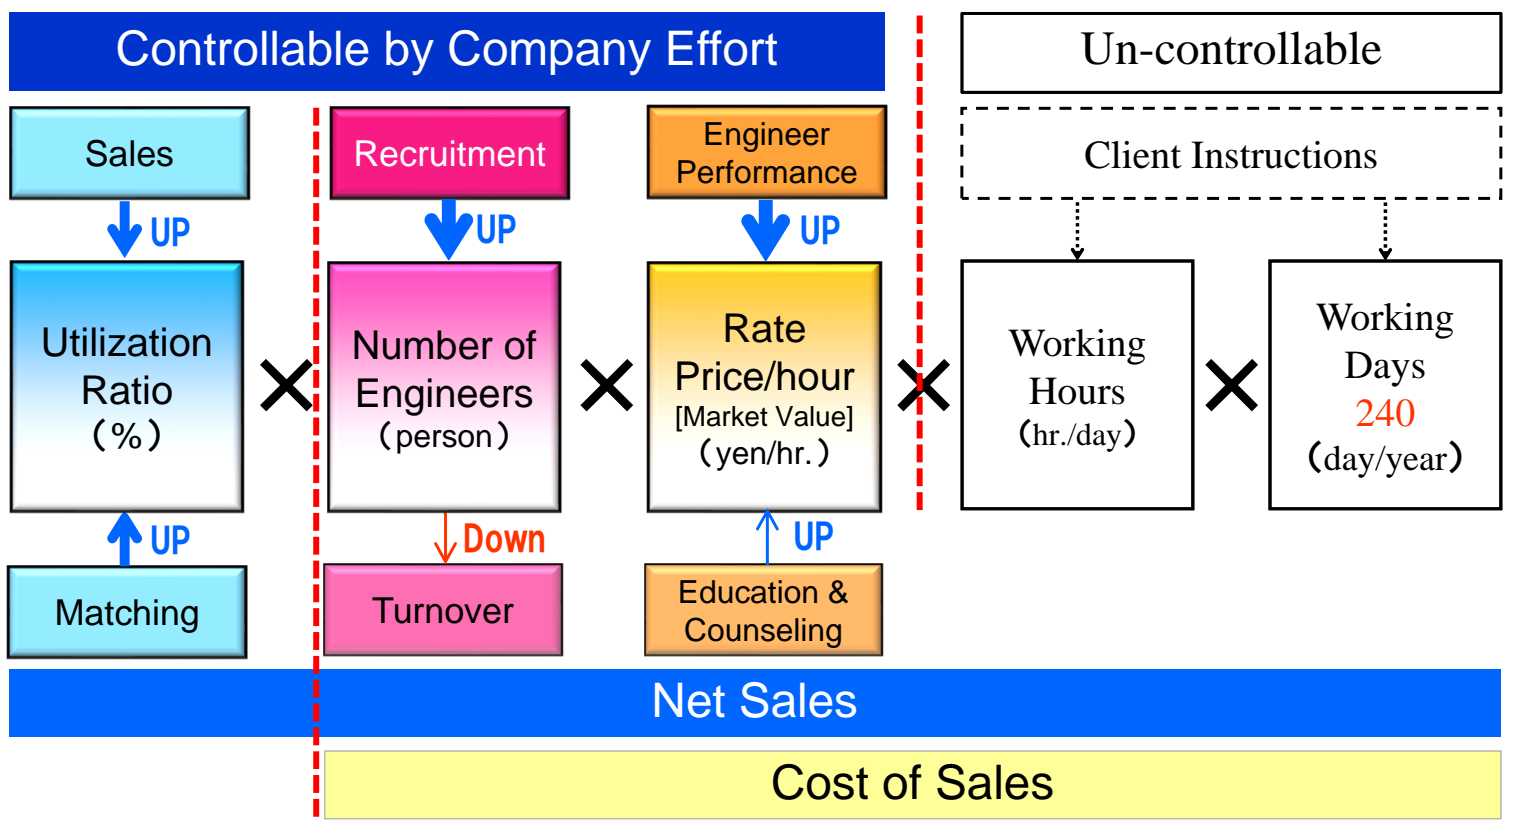 Controllable by Company Effort
Un-controllable
Sales
Recruitment
Engineer
Performance
Client Instructions
UP
UP
UP
Utilization
Ratio
（%）
×
Number of
Engineers
（person）
×
Rate
Price/hour
[Market Value]
（yen/hr.）
×
Working
Hours
（hr./day）
×
Working
Days
240
（day/year）
UP
Down
UP
Matching
Turnover
Education &
Counseling
Net Sales
Cost of Sales